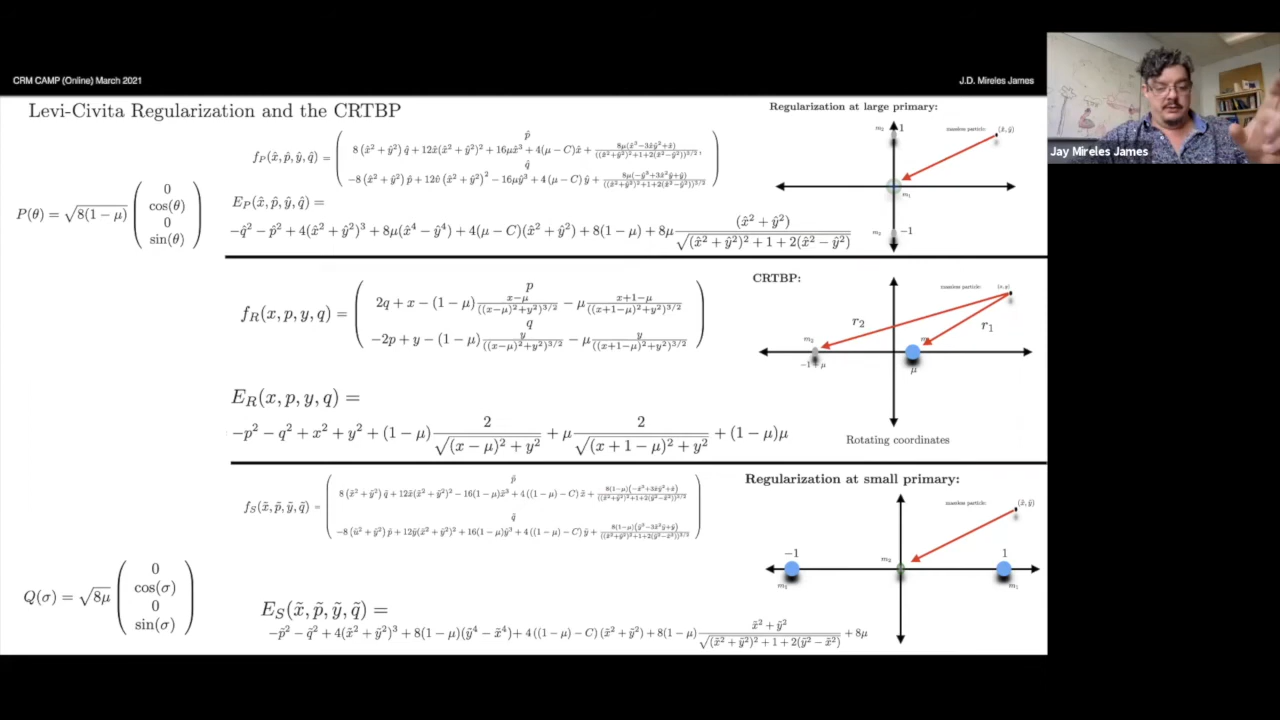 CRM CAMP (Online) March 2021
J.D. Mireles James
Jay Mireles James
Levi-Civita Regularization and the CRTBP
Regularization at large primary:
m₂ 1
massless particle (x̂, ŷ)
m₁
m₂ −1
P(θ) = √(8(1 − μ)) ( 0, cos(θ), 0, sin(θ) )
f_P(x̂, p̂, ŷ, q̂) =
p̂
q̂
E_P(x̂, p̂, ŷ, q̂) =
−q̂² − p̂² + 4(x̂² + ŷ²)³ + 8μ(x̂⁴ − ŷ⁴) + 4(μ − C)(x̂² + ŷ²) + 8(1 − μ) + 8μ (x̂² + ŷ²) / √((x̂² + ŷ²)² + 1 + 2(x̂² − ŷ²))
CRTBP:
massless particle
r₂
r₁
m₂
−1 + μ
μ
Rotating coordinates
f_R(x, p, y, q) =
p
2q + x − (1 − μ) (x−μ) / ((x−μ)²+y²)^{3/2} − μ (x+1−μ) / ((x+1−μ)²+y²)^{3/2}
q
−2p + y − (1 − μ) y / ((x−μ)²+y²)^{3/2} − μ y / ((x+1−μ)²+y²)^{3/2}
E_R(x, p, y, q) =
−p² − q² + x² + y² + (1 − μ) 2 / √((x − μ)² + y²) + μ 2 / √((x + 1 − μ)² + y²) + (1 − μ)μ
Regularization at small primary:
massless particle (x̃, ỹ)
m₂
−1
1
m₁
m₁
f_S(x̃, p̃, ỹ, q̃) =
p̃
q̃
Q(σ) = √(8μ) ( 0, cos(σ), 0, sin(σ) )
E_S(x̃, p̃, ỹ, q̃) =
−p̃² − q̃² + 4(x̃² + ỹ²)³ + 8(1 − μ)(ỹ⁴ − x̃⁴) + 4 ((1 − μ) − C) (x̃² + ỹ²) + 8(1 − μ) (x̃² + ỹ²) / √((x̃² + ỹ²)² + 1 + 2(ỹ² − x̃²)) + 8μ